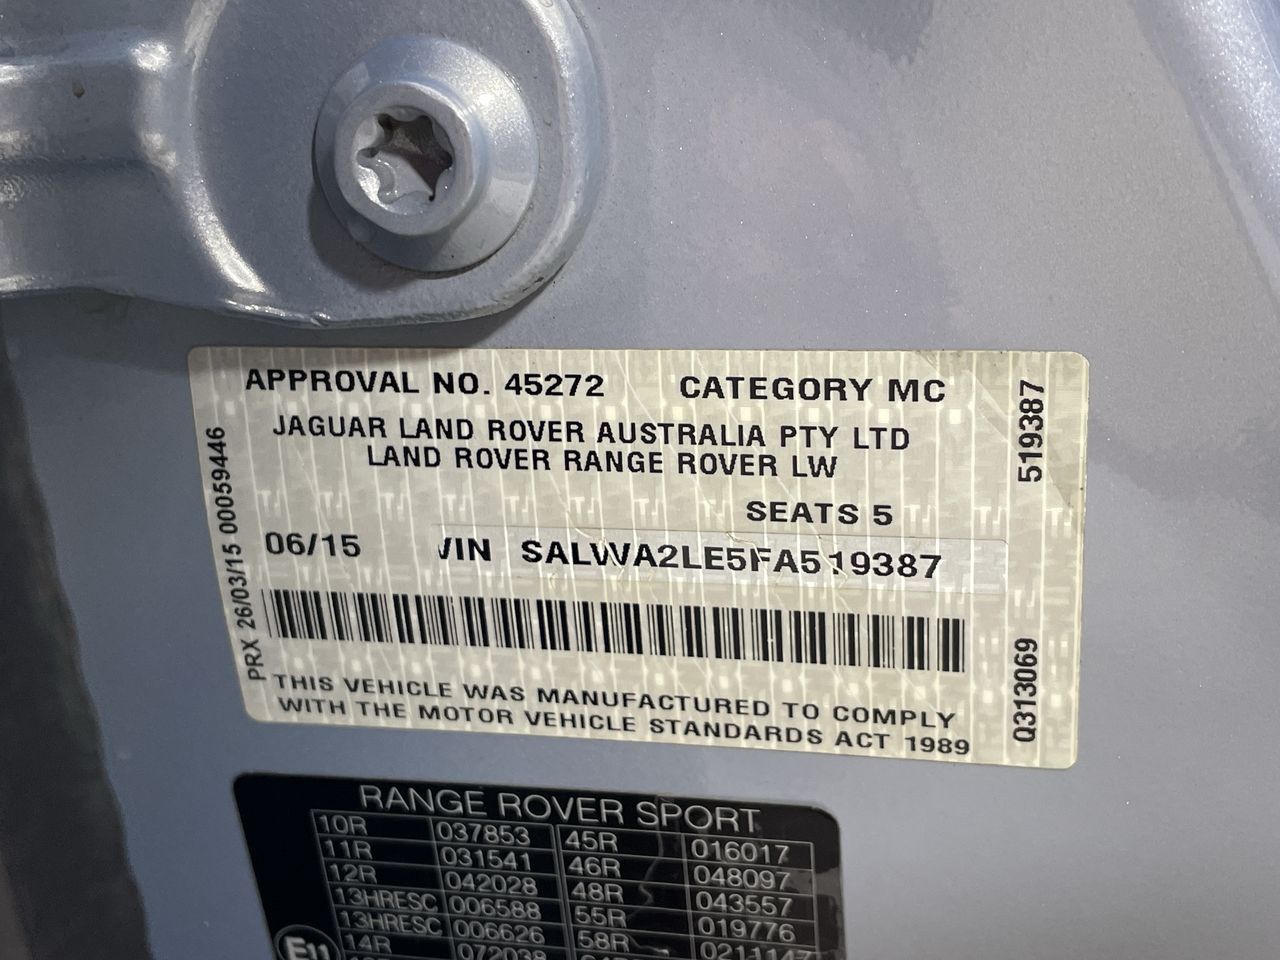 APPROVAL NO. 45272 CATEGORY MC
JAGUAR LAND ROVER AUSTRALIA PTY LTD
LAND ROVER RANGE ROVER LW
SEATS 5
06/15 VIN SALWA2LE5FA519387
THIS VEHICLE WAS MANUFACTURED TO COMPLY
WITH THE MOTOR VEHICLE STANDARDS ACT 1989
PRX 26/03/15 00059446
519387
Q313069
RANGE ROVER SPORT
10R 037853 45R 016017
11R 031541 46R 048097
12R 042028 48R 043557
13HRESC 006588 55R 019776
13HRESC 006626 58R
14R 072038
E11